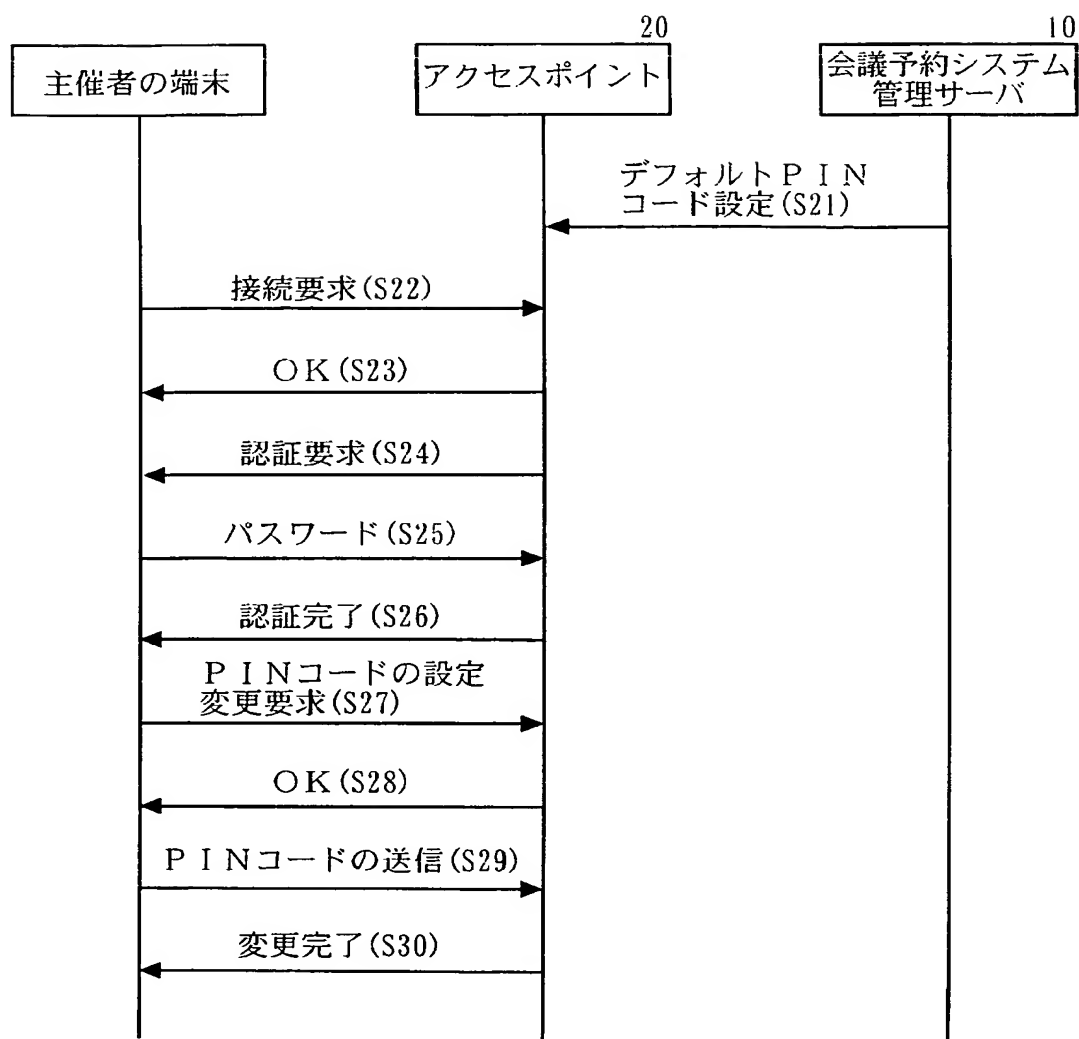 20
10
主催者の端末
アクセスポイント
会議予約システム
管理サーバ
デフォルトＰＩＮ
コード設定(S21)
接続要求(S22)
ＯＫ(S23)
認証要求(S24)
パスワード(S25)
認証完了(S26)
ＰＩＮコードの設定
変更要求(S27)
ＯＫ(S28)
ＰＩＮコードの送信(S29)
変更完了(S30)